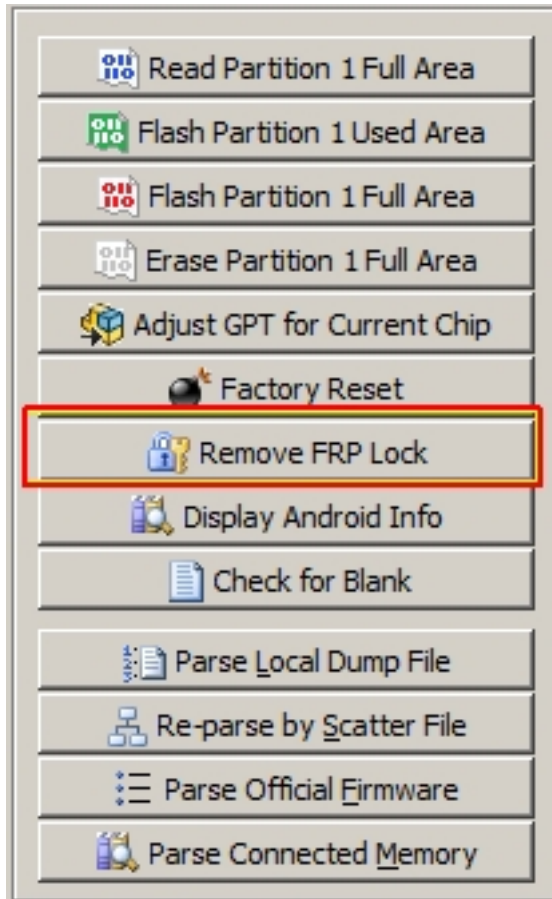 Read Partition 1 Full Area
Flash Partition 1 Used Area
Flash Partition 1 Full Area
Erase Partition 1 Full Area
Adjust GPT for Current Chip
Factory Reset
Remove FRP Lock
Display Android Info
Check for Blank
Parse Local Dump File
Re-parse by Scatter File
Parse Official Firmware
Parse Connected Memory